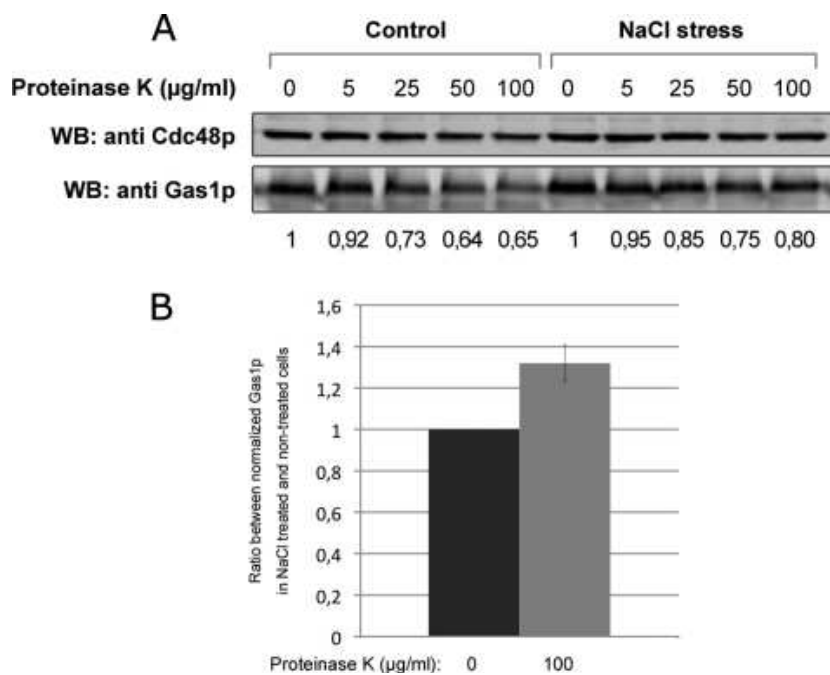 A
Control NaCl stress
Proteinase K (µg/ml) 0 5 25 50 100 0 5 25 50 100
WB: anti Cdc48p
WB: anti Gas1p
1 0,92 0,73 0,64 0,65 1 0,95 0,85 0,75 0,80
B
Ratio between normalized Gas1p
in NaCl treated and non-treated cells
1,6
1,4
1,2
1
0,8
0,6
0,4
0,2
0
Proteinase K (µg/ml): 0 100